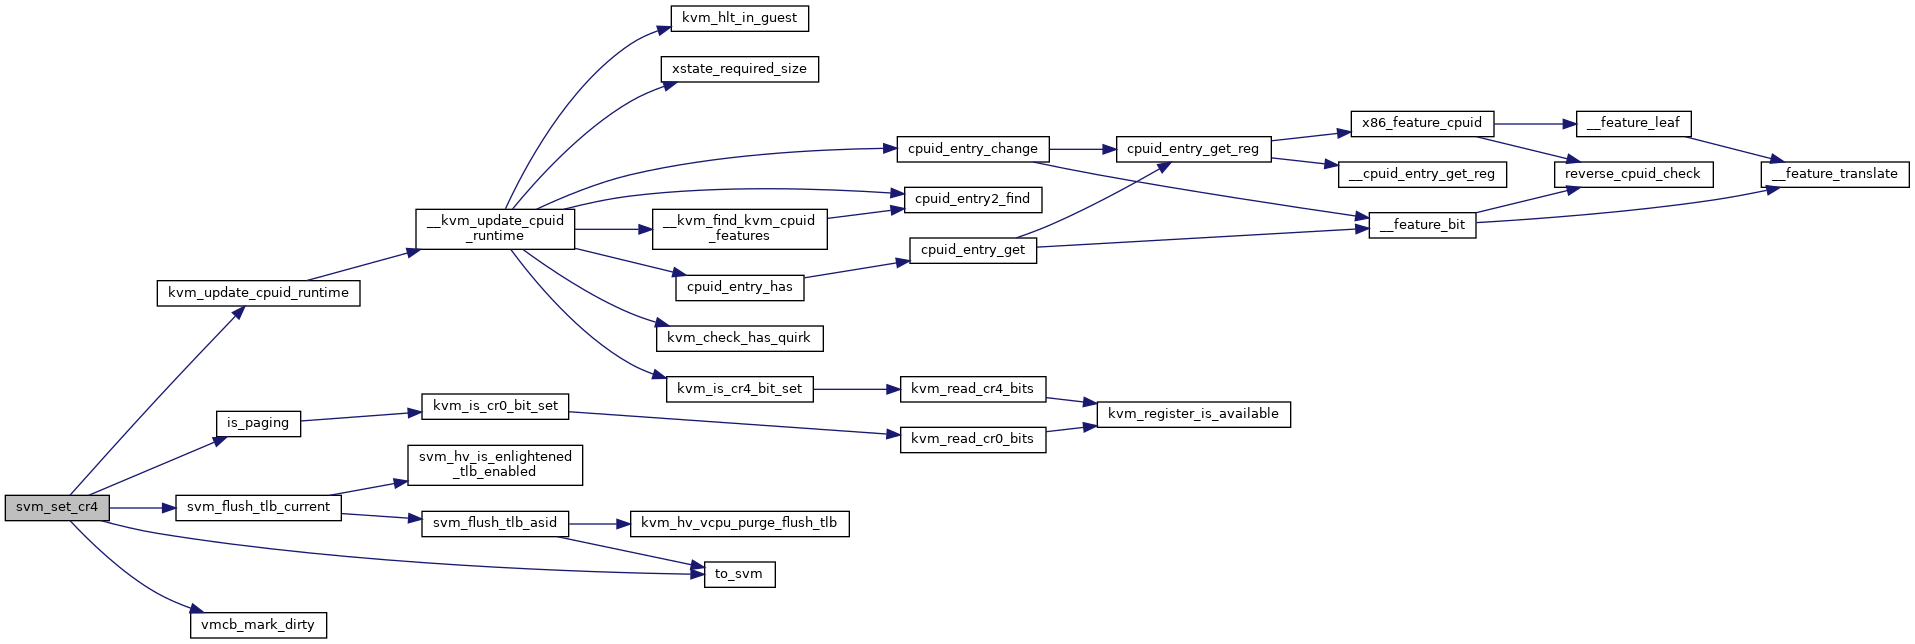 kvm_hlt_in_guest
xstate_required_size
x86_feature_cpuid
__feature_leaf
cpuid_entry_change
cpuid_entry_get_reg
__cpuid_entry_get_reg
reverse_cpuid_check
__feature_translate
cpuid_entry2_find
__kvm_update_cpuid
_runtime
__kvm_find_kvm_cpuid
_features
__feature_bit
cpuid_entry_get
cpuid_entry_has
kvm_update_cpuid_runtime
kvm_check_has_quirk
kvm_is_cr4_bit_set
kvm_read_cr4_bits
kvm_is_cr0_bit_set
kvm_register_is_available
is_paging
kvm_read_cr0_bits
svm_hv_is_enlightened
_tlb_enabled
svm_set_cr4
svm_flush_tlb_current
svm_flush_tlb_asid
kvm_hv_vcpu_purge_flush_tlb
to_svm
vmcb_mark_dirty